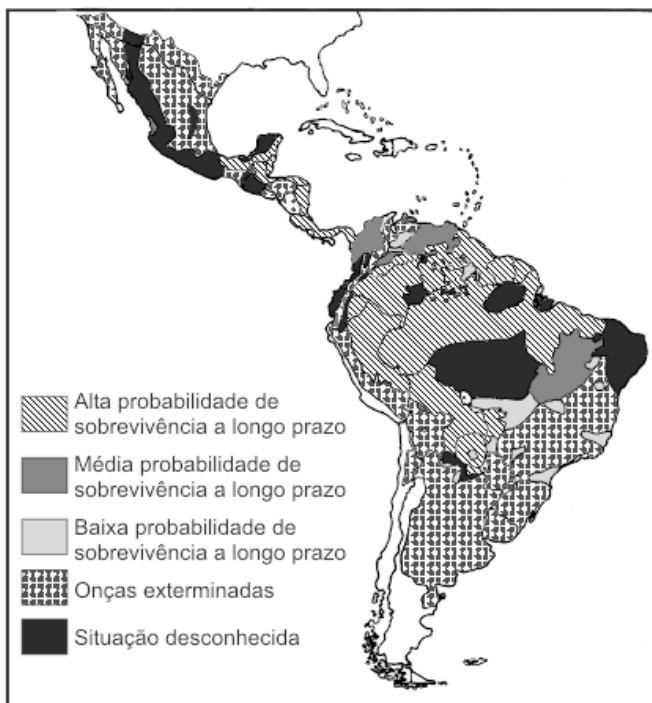 Alta probabilidade de
sobrevivência a longo prazo
Média probabilidade de
sobrevivência a longo prazo
Baixa probabilidade de
sobrevivência a longo prazo
Onças exterminadas
Situação desconhecida